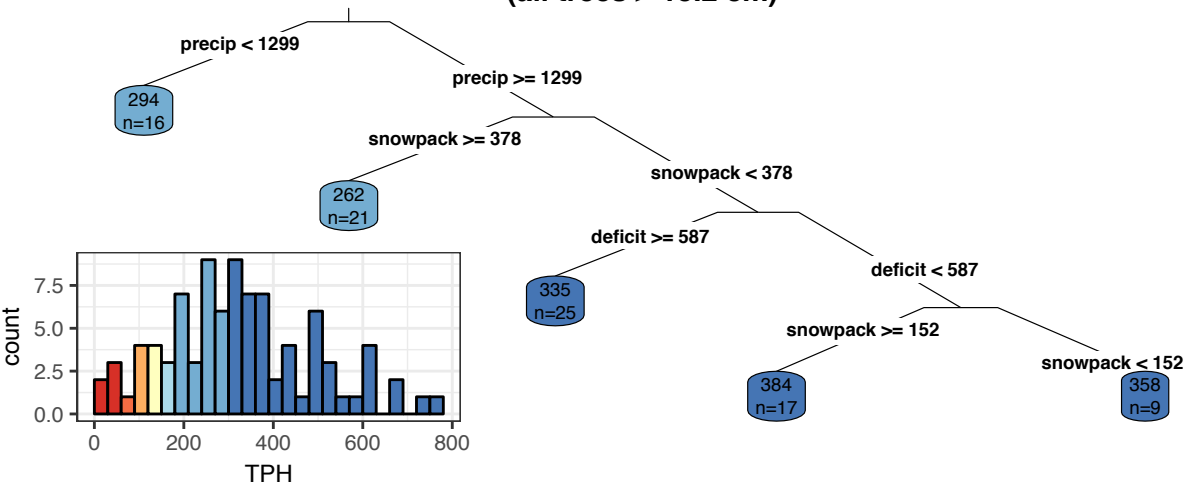 precip < 1299
precip >= 1299
294
n=16
snowpack >= 378
snowpack < 378
262
n=21
deficit >= 587
deficit < 587
335
n=25
snowpack >= 152
snowpack < 152
384
n=17
358
n=9
count
7.5
5.0
2.5
0.0
0 200 400 600 800
TPH